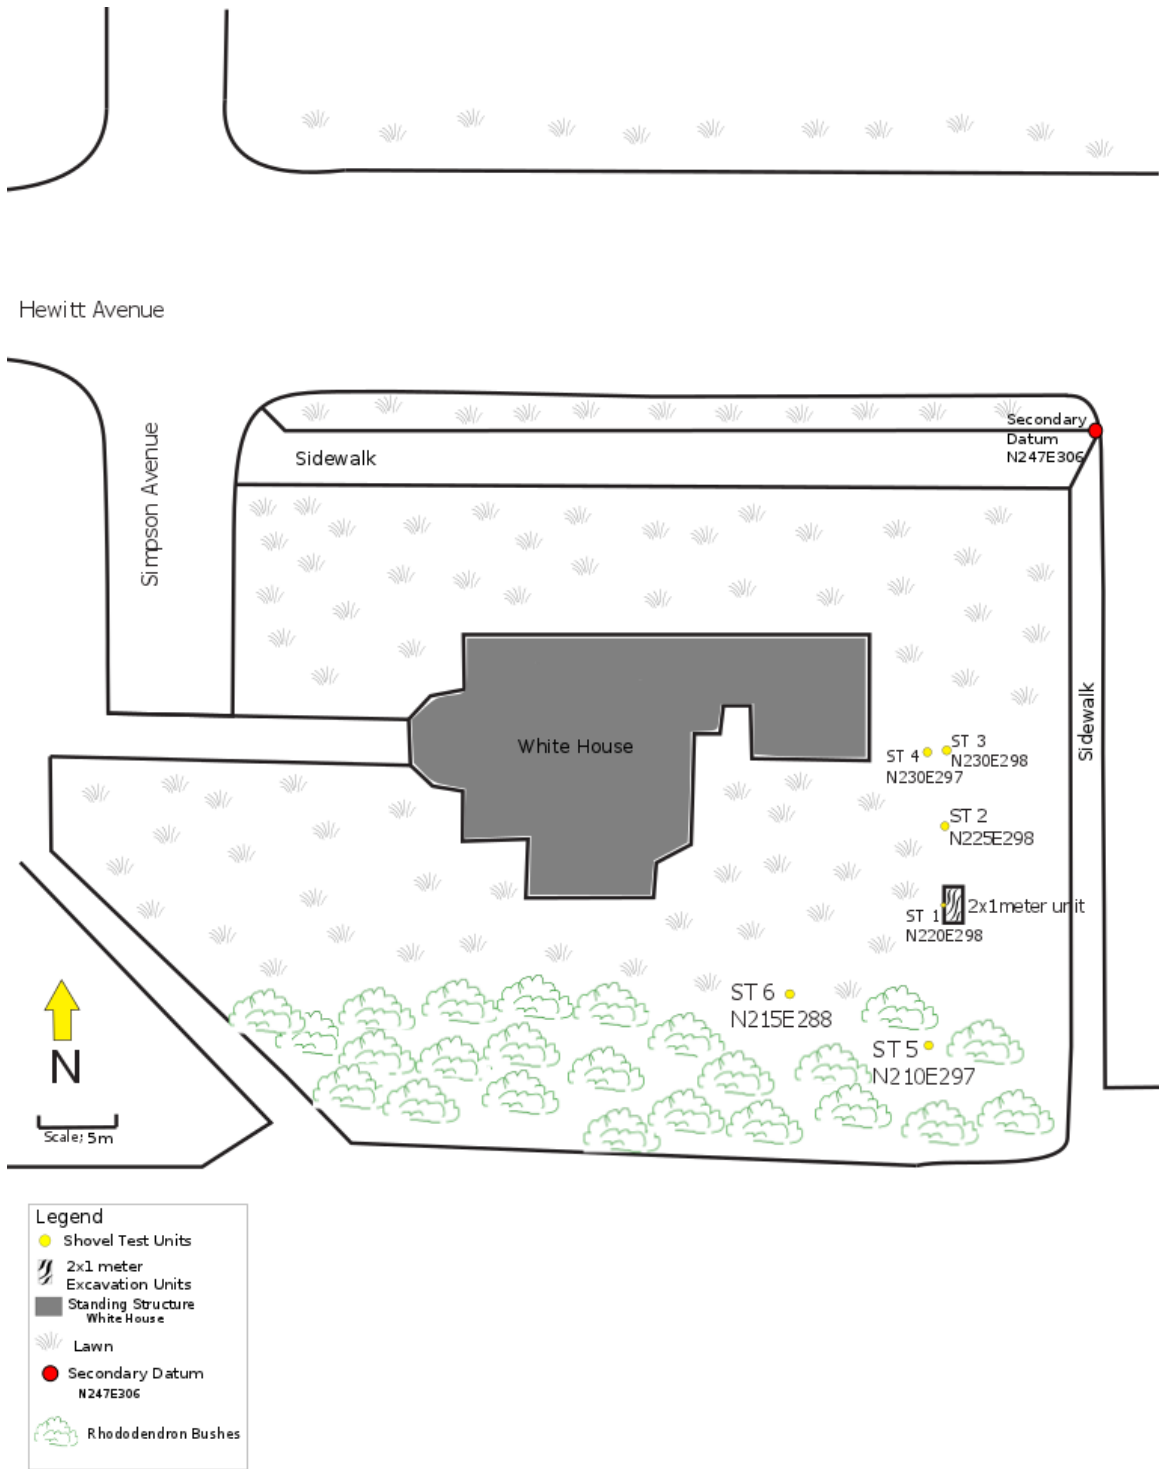 Hewitt Avenue
Simpson Avenue
Sidewalk
Secondary
Datum
N247E306
Sidewalk
White House
ST 3
N230E298
ST 4
N230E297
ST 2
N225E298
2x1meter unit
ST 1
N220E298
ST 6
N215E288
ST 5
N210E297
N
Scale; 5m
Legend
Shovel Test Units
2x1 meter
Excavation Units
Standing Structure
White House
Lawn
Secondary Datum
N247E306
Rhododendron Bushes